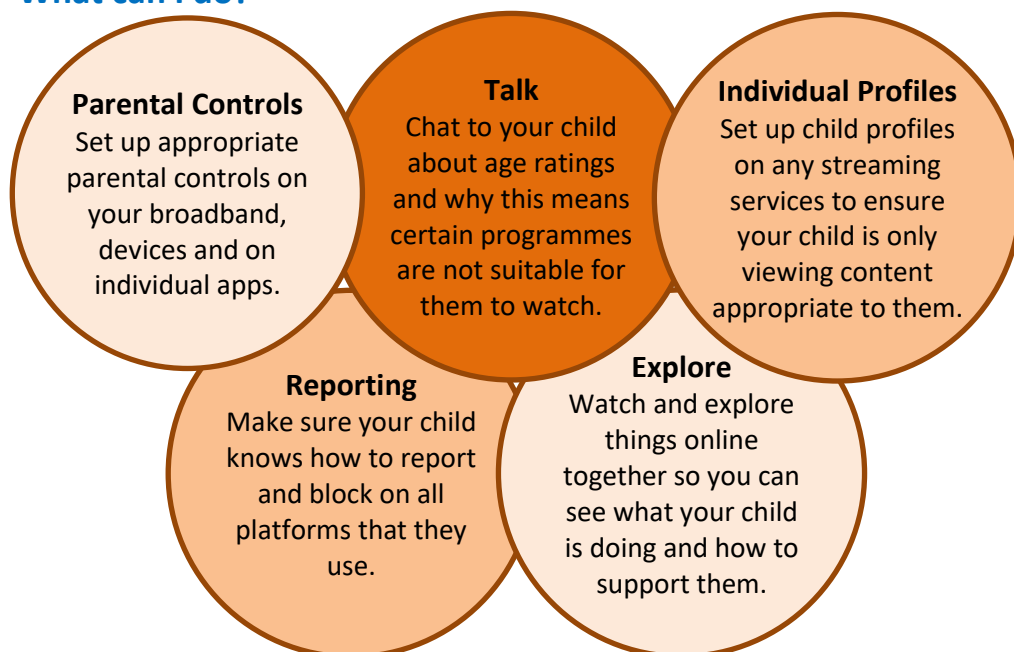 What can I do?
Parental Controls
Set up appropriate
parental controls on
your broadband,
devices and on
individual apps.
Talk
Chat to your child
about age ratings
and why this means
certain programmes
are not suitable for
them to watch.
Individual Profiles
Set up child profiles
on any streaming
services to ensure
your child is only
viewing content
appropriate to them.
Reporting
Make sure your child
knows how to report
and block on all
platforms that they
use.
Explore
Watch and explore
things online
together so you can
see what your child
is doing and how to
support them.